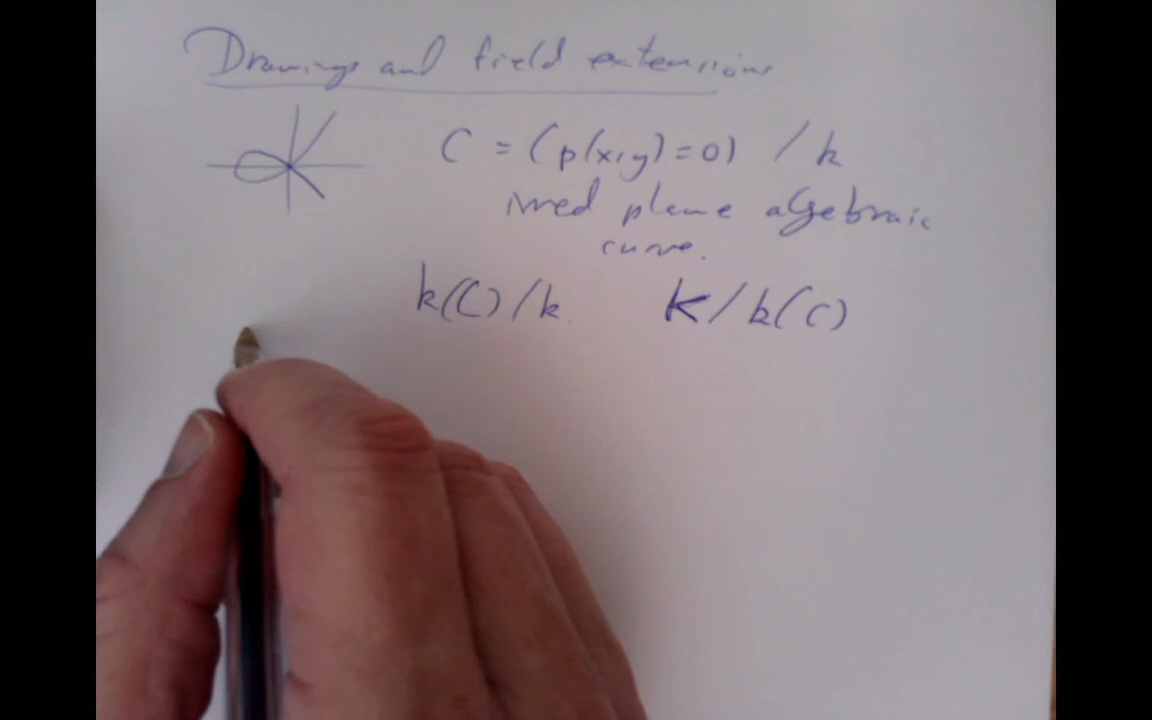 Drawings and field extensions
C = (p(x,y)=0) / k
irred plane algebraic
curve.
k(C)/k. K/k(C)